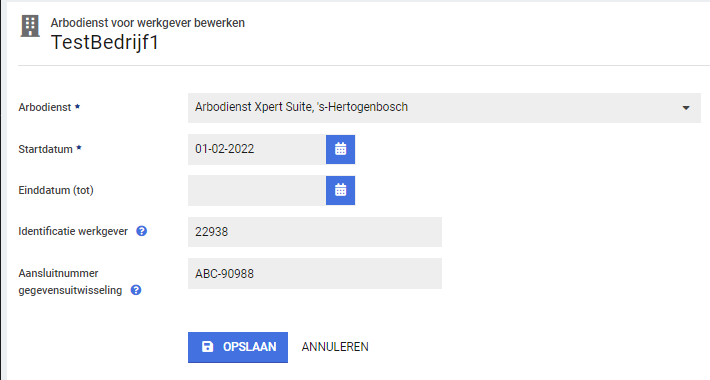 Arbodienst voor werkgever bewerken
TestBedrijf1
Arbodienst * Arbodienst Xpert Suite, 's-Hertogenbosch
Startdatum * 01-02-2022
Einddatum (tot)
Identificatie werkgever ? 22938
Aansluitnummer
gegevensuitwisseling ? ABC-90988
OPSLAAN ANNULEREN